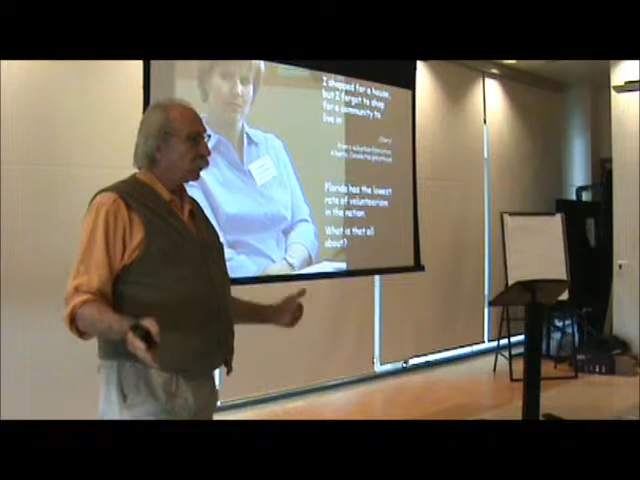 I shopped for a house,
but I forgot to shop
for a community to
live in
Florida has the lowest
rate of volunteerism
in the nation.
What is that all
about?